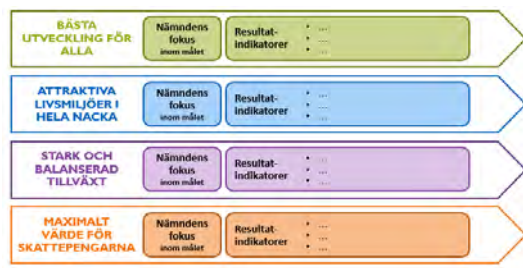 BÄSTA
UTVECKLING FÖR
ALLA
Nämndens
fokus
inom målet
Resultat-
indikatorer
• ...
• ...
• ...
ATTRAKTIVA
LIVSMILJÖER I
HELA NACKA
Nämndens
fokus
inom målet
Resultat-
indikatorer
• ...
• ...
• ...
STARK OCH
BALANSERAD
TILLVÄXT
Nämndens
fokus
inom målet
Resultat-
indikatorer
• ...
• ...
• ...
MAXIMALT
VÄRDE FÖR
SKATTEPENGARNA
Nämndens
fokus
inom målet
Resultat-
indikatorer
• ...
• ...
• ...